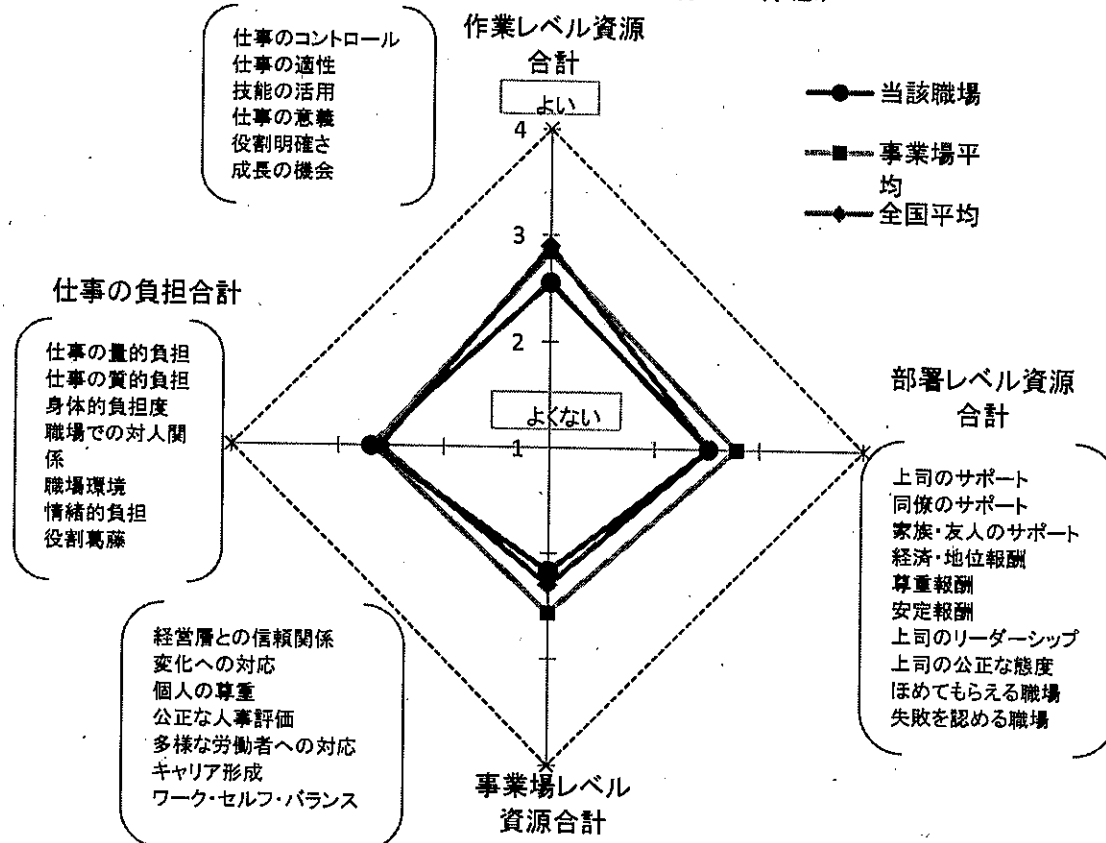 作業レベル資源
合計
仕事のコントロール
仕事の適性
技能の活用
仕事の意義
役割明確さ
成長の機会
よい
4
3
2
1
よくない
当該職場
事業場平
均
全国平均
仕事の負担合計
仕事の量的負担
仕事の質的負担
身体的負担度
職場での対人関
係
職場環境
情緒的負担
役割葛藤
部署レベル資源
合計
上司のサポート
同僚のサポート
家族・友人のサポート
経済・地位報酬
尊重報酬
安定報酬
上司のリーダーシップ
上司の公正な態度
ほめてもらえる職場
失敗を認める職場
経営層との信頼関係
変化への対応
個人の尊重
公正な人事評価
多様な労働者への対応
キャリア形成
ワーク・セルフ・バランス
事業場レベル
資源合計